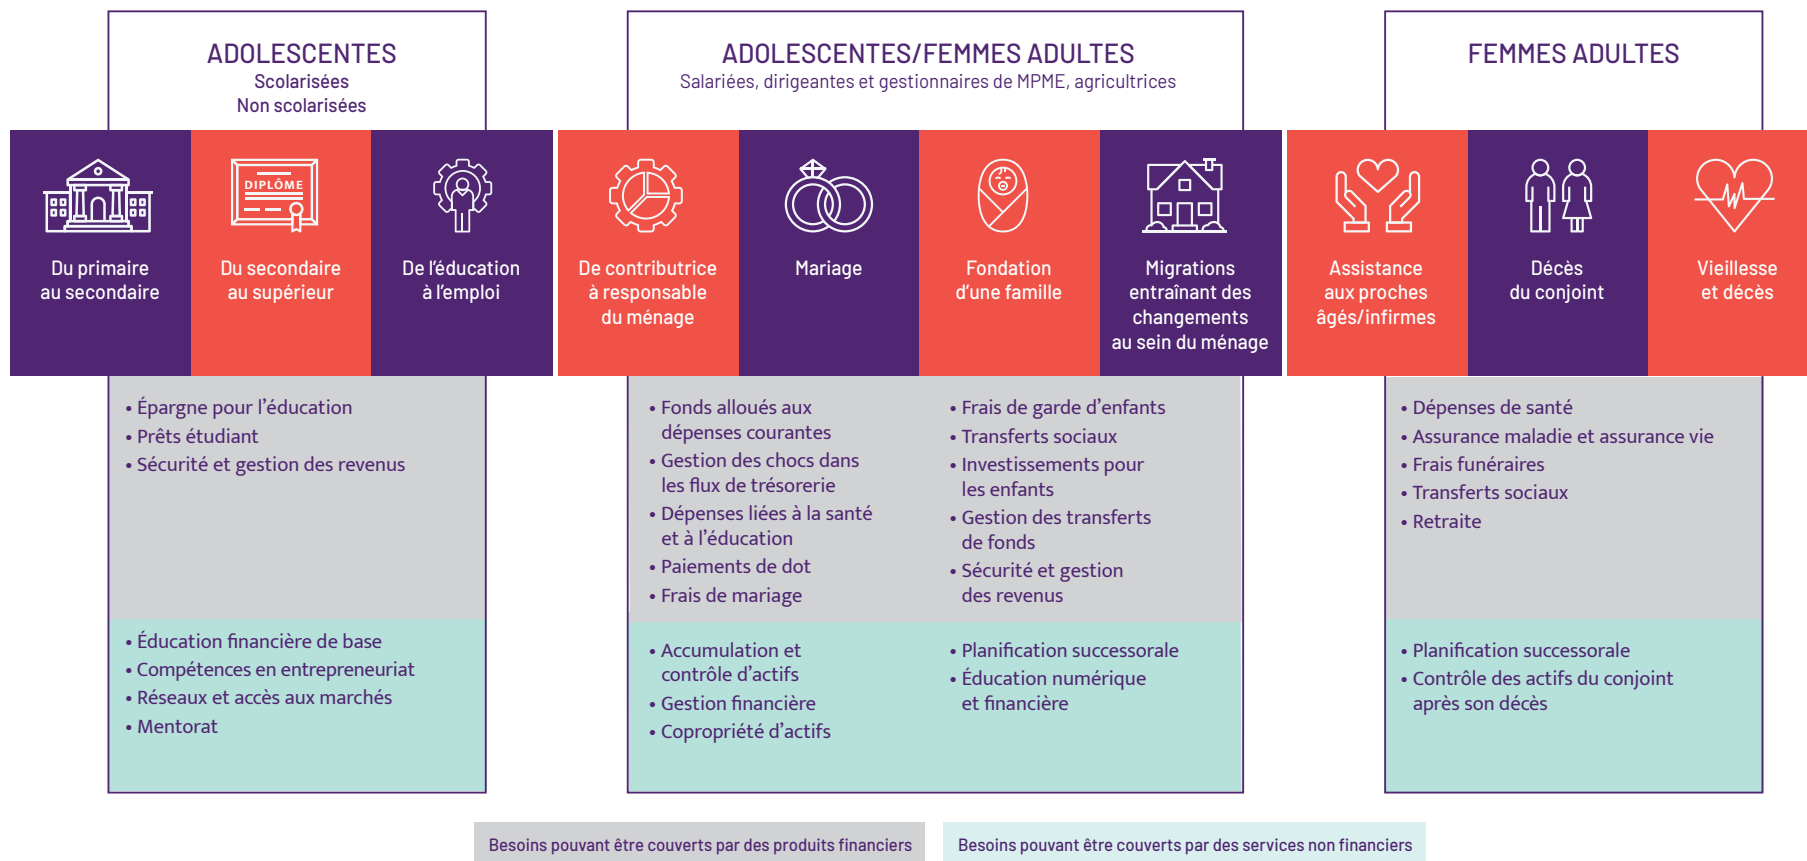 ADOLESCENTES
Scolarisées
Non scolarisées
ADOLESCENTES/FEMMES ADULTES
Salariées, dirigeantes et gestionnaires de MPME, agricultrices
FEMMES ADULTES
Du primaire
au secondaire
DIPLÔME
Du secondaire
au supérieur
De l’éducation
à l’emploi
De contributrice
à responsable
du ménage
Mariage
Fondation
d’une famille
Migrations
entraînant des
changements
au sein du ménage
Assistance
aux proches
âgés/infirmes
Décès
du conjoint
Vieillesse
et décès
• Épargne pour l’éducation
• Prêts étudiant
• Sécurité et gestion des revenus
• Éducation financière de base
• Compétences en entrepreneuriat
• Réseaux et accès aux marchés
• Mentorat
• Fonds alloués aux
dépenses courantes
• Gestion des chocs dans
les flux de trésorerie
• Dépenses liées à la santé
et à l’éducation
• Paiements de dot
• Frais de mariage
• Frais de garde d’enfants
• Transferts sociaux
• Investissements pour
les enfants
• Gestion des transferts
de fonds
• Sécurité et gestion
des revenus
• Accumulation et
contrôle d’actifs
• Gestion financière
• Copropriété d’actifs
• Planification successorale
• Éducation numérique
et financière
• Dépenses de santé
• Assurance maladie et assurance vie
• Frais funéraires
• Transferts sociaux
• Retraite
• Planification successorale
• Contrôle des actifs du conjoint
après son décès
Besoins pouvant être couverts par des produits financiers
Besoins pouvant être couverts par des services non financiers